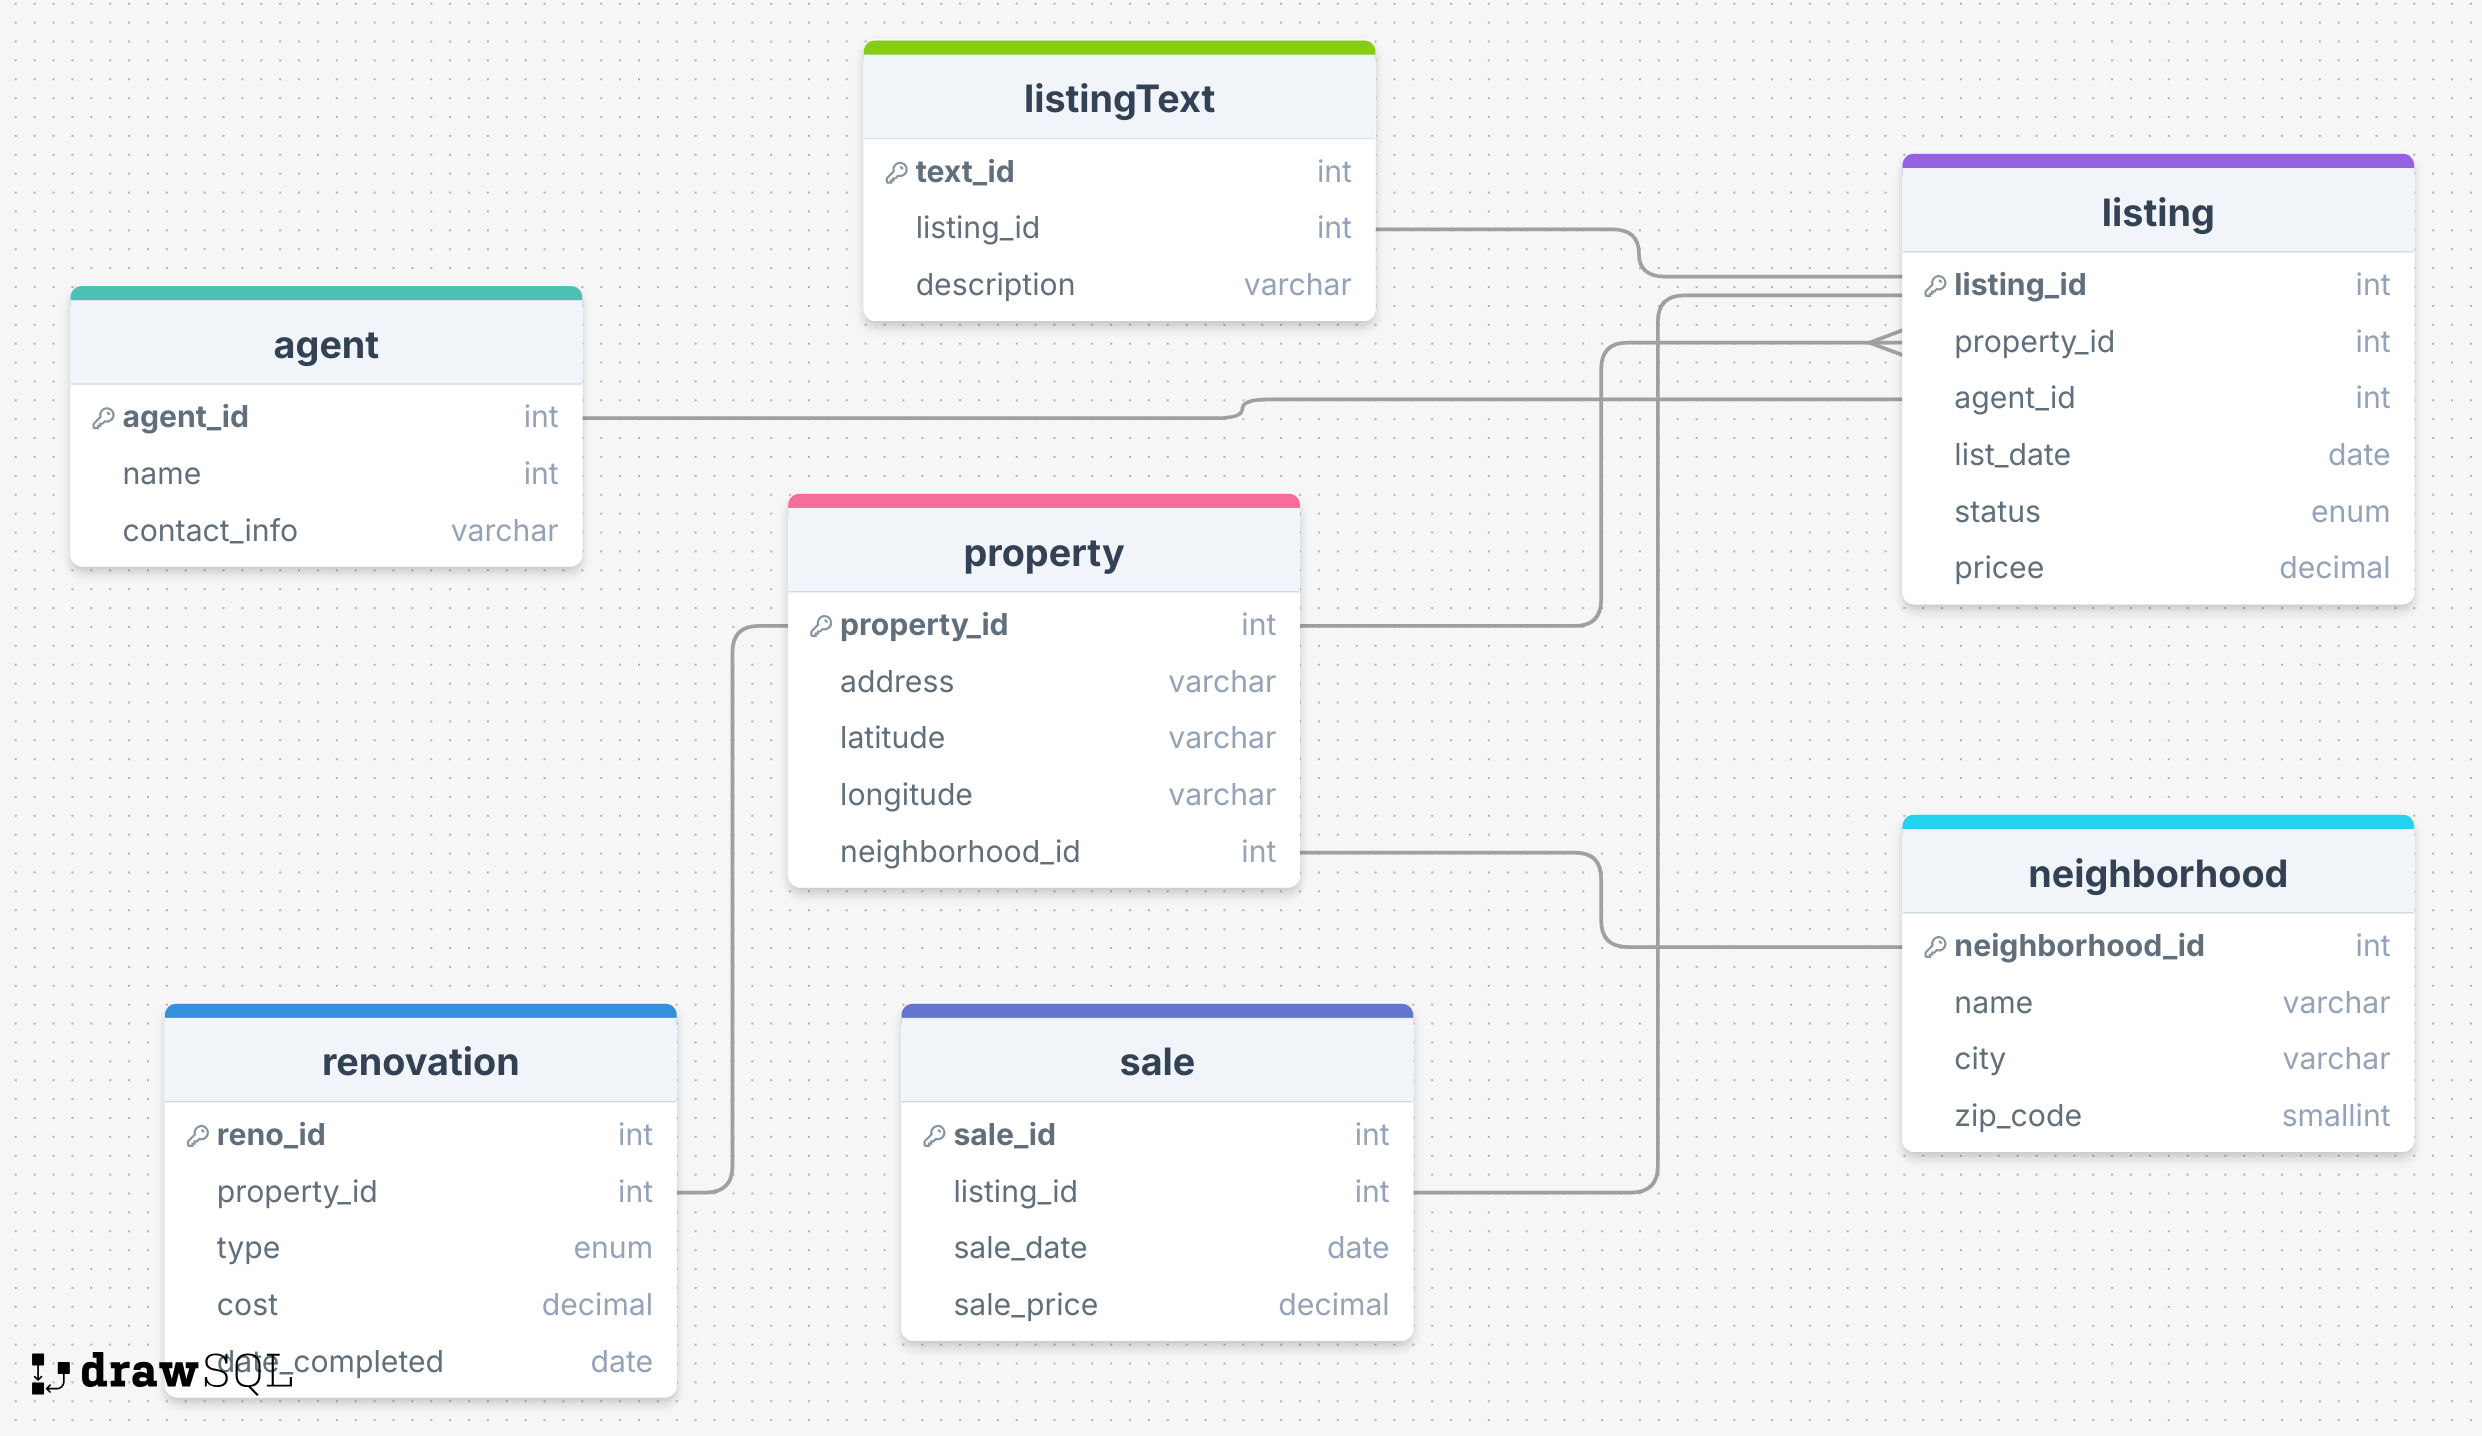 listingText
text_id int
listing_id int
description varchar
listing
listing_id int
property_id int
agent_id int
list_date date
status enum
pricee decimal
agent
agent_id int
name int
contact_info varchar
property
property_id int
address varchar
latitude varchar
longitude varchar
neighborhood_id int
neighborhood
neighborhood_id int
name varchar
city varchar
zip_code smallint
renovation
reno_id int
property_id int
type enum
cost decimal
date_completed date
sale
sale_id int
listing_id int
sale_date date
sale_price decimal
drawSQL